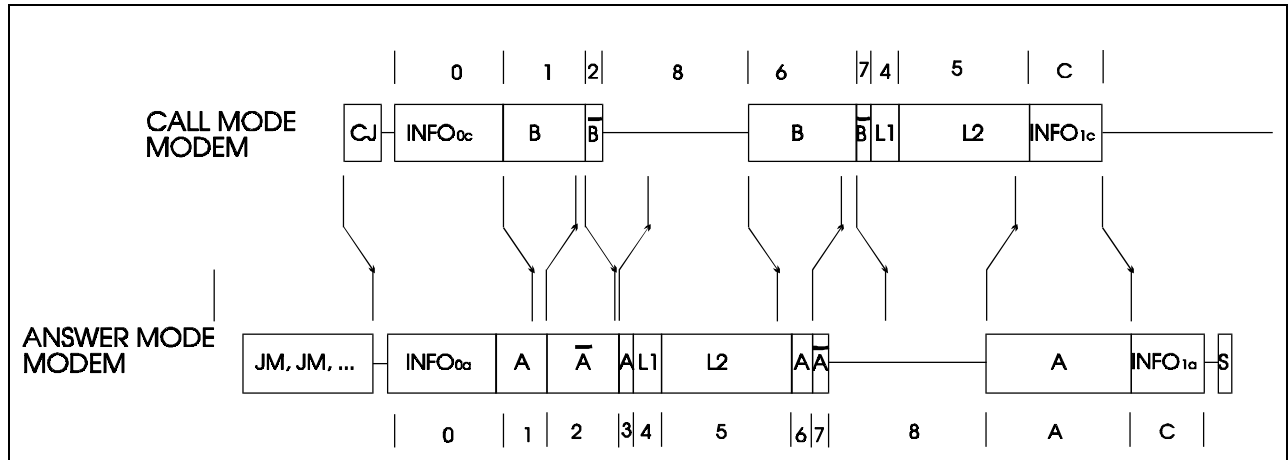 0 1 2 8 6 7 4 5 C
CALL MODE
MODEM
CJ INFO0c B B̅ B B̅ L1 L2 INFO1c
ANSWER MODE
MODEM
JM, JM, ... INFO0a A A̅ A L1 L2 A A̅ A INFO1a S
0 1 2 3 4 5 6 7 8 A C